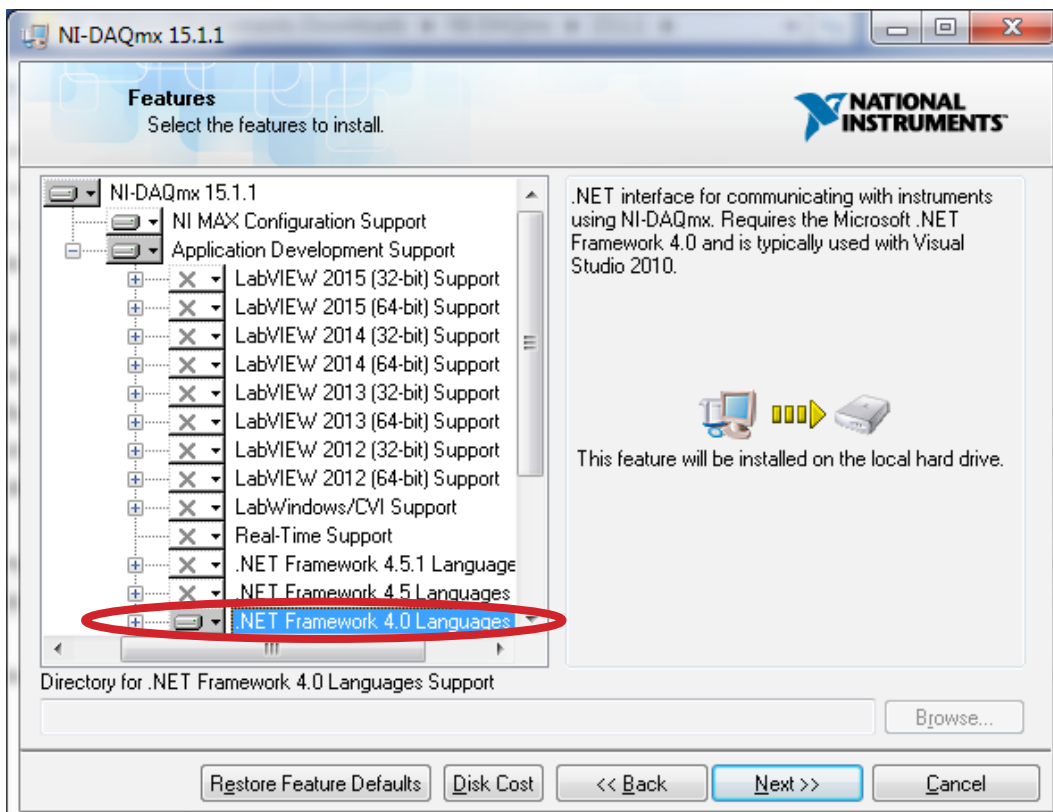 NI-DAQmx 15.1.1
Features
Select the features to install.
NATIONAL
INSTRUMENTS
NI-DAQmx 15.1.1
NI MAX Configuration Support
Application Development Support
LabVIEW 2015 (32-bit) Support
LabVIEW 2015 (64-bit) Support
LabVIEW 2014 (32-bit) Support
LabVIEW 2014 (64-bit) Support
LabVIEW 2013 (32-bit) Support
LabVIEW 2013 (64-bit) Support
LabVIEW 2012 (32-bit) Support
LabVIEW 2012 (64-bit) Support
LabWindows/CVI Support
Real-Time Support
.NET Framework 4.5.1 Language
.NET Framework 4.5 Languages
.NET Framework 4.0 Languages
.NET interface for communicating with instruments
using NI-DAQmx. Requires the Microsoft .NET
Framework 4.0 and is typically used with Visual
Studio 2010.
This feature will be installed on the local hard drive.
Directory for .NET Framework 4.0 Languages Support
Browse...
Restore Feature Defaults
Disk Cost
<< Back
Next >>
Cancel